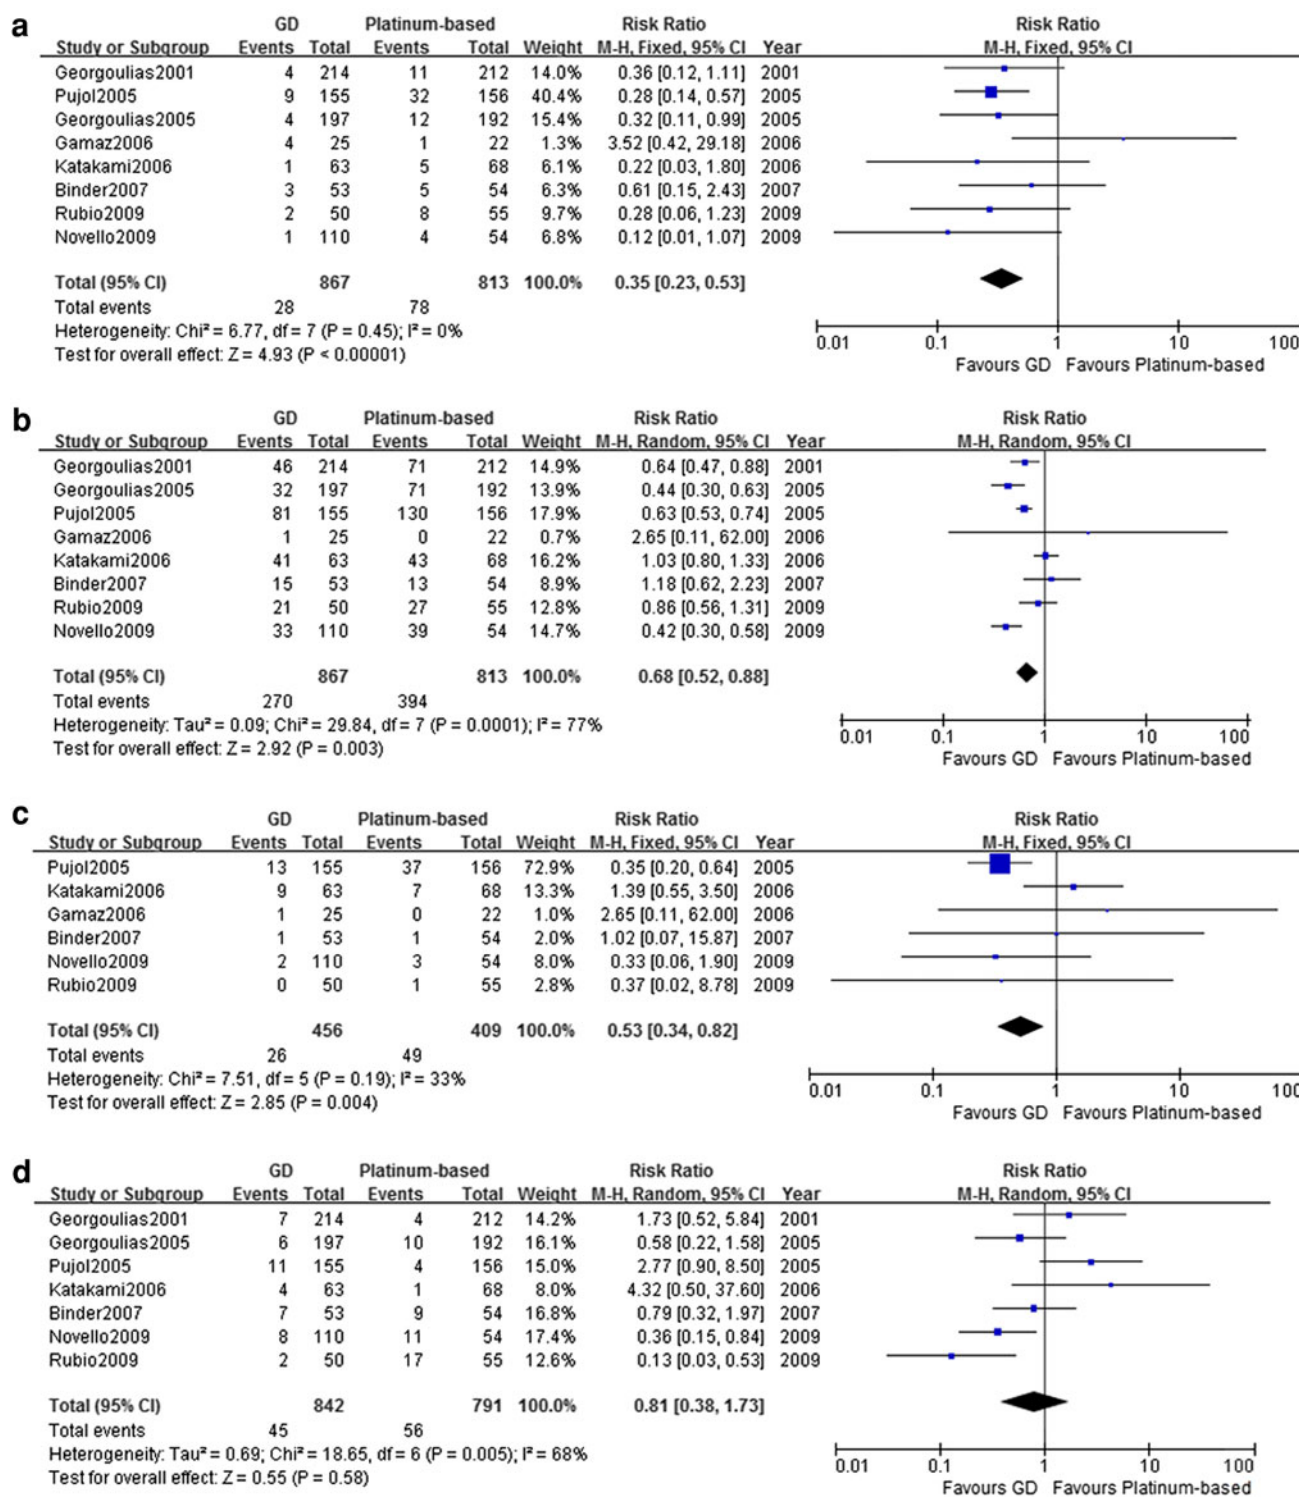 a
GD Platinum-based Risk Ratio Risk Ratio
Study or Subgroup Events Total Events Total Weight M-H, Fixed, 95% CI Year M-H, Fixed, 95% CI
Georgoulias2001 4 214 11 212 14.0% 0.36 [0.12, 1.11] 2001
Pujol2005 9 155 32 156 40.4% 0.28 [0.14, 0.57] 2005
Georgoulias2005 4 197 12 192 15.4% 0.32 [0.11, 0.99] 2005
Gamaz2006 4 25 1 22 1.3% 3.52 [0.42, 29.18] 2006
Katakami2006 1 63 5 68 6.1% 0.22 [0.03, 1.80] 2006
Binder2007 3 53 5 54 6.3% 0.61 [0.15, 2.43] 2007
Rubio2009 2 50 8 55 9.7% 0.28 [0.06, 1.23] 2009
Novello2009 1 110 4 54 6.8% 0.12 [0.01, 1.07] 2009
Total (95% CI) 867 813 100.0% 0.35 [0.23, 0.53]
Total events 28 78
Heterogeneity: Chi² = 6.77, df = 7 (P = 0.45); I² = 0%
Test for overall effect: Z = 4.93 (P < 0.00001)
0.01 0.1 1 10 100
Favours GD Favours Platinum-based
b
GD Platinum-based Risk Ratio Risk Ratio
Study or Subgroup Events Total Events Total Weight M-H, Random, 95% CI Year M-H, Random, 95% CI
Georgoulias2001 46 214 71 212 14.9% 0.64 [0.47, 0.88] 2001
Georgoulias2005 32 197 71 192 13.9% 0.44 [0.30, 0.63] 2005
Pujol2005 81 155 130 156 17.9% 0.63 [0.53, 0.74] 2005
Gamaz2006 1 25 0 22 0.7% 2.65 [0.11, 62.00] 2006
Katakami2006 41 63 43 68 16.2% 1.03 [0.80, 1.33] 2006
Binder2007 15 53 13 54 8.9% 1.18 [0.62, 2.23] 2007
Rubio2009 21 50 27 55 12.8% 0.86 [0.56, 1.31] 2009
Novello2009 33 110 39 54 14.7% 0.42 [0.30, 0.58] 2009
Total (95% CI) 867 813 100.0% 0.68 [0.52, 0.88]
Total events 270 394
Heterogeneity: Tau² = 0.09; Chi² = 29.84, df = 7 (P = 0.0001); I² = 77%
Test for overall effect: Z = 2.92 (P = 0.003)
0.01 0.1 1 10 100
Favours GD Favours Platinum-based
c
GD Platinum-based Risk Ratio Risk Ratio
Study or Subgroup Events Total Events Total Weight M-H, Fixed, 95% CI Year M-H, Fixed, 95% CI
Pujol2005 13 155 37 156 72.9% 0.35 [0.20, 0.64] 2005
Katakami2006 9 63 7 68 13.3% 1.39 [0.55, 3.50] 2006
Gamaz2006 1 25 0 22 1.0% 2.65 [0.11, 62.00] 2006
Binder2007 1 53 1 54 2.0% 1.02 [0.07, 15.87] 2007
Novello2009 2 110 3 54 8.0% 0.33 [0.06, 1.90] 2009
Rubio2009 0 50 1 55 2.8% 0.37 [0.02, 8.78] 2009
Total (95% CI) 456 409 100.0% 0.53 [0.34, 0.82]
Total events 26 49
Heterogeneity: Chi² = 7.51, df = 5 (P = 0.19); I² = 33%
Test for overall effect: Z = 2.85 (P = 0.004)
0.01 0.1 1 10 100
Favours GD Favours Platinum-based
d
GD Platinum-based Risk Ratio Risk Ratio
Study or Subgroup Events Total Events Total Weight M-H, Random, 95% CI Year M-H, Random, 95% CI
Georgoulias2001 7 214 4 212 14.2% 1.73 [0.52, 5.84] 2001
Georgoulias2005 6 197 10 192 16.1% 0.58 [0.22, 1.58] 2005
Pujol2005 11 155 4 156 15.0% 2.77 [0.90, 8.50] 2005
Katakami2006 4 63 1 68 8.0% 4.32 [0.50, 37.60] 2006
Binder2007 7 53 9 54 16.8% 0.79 [0.32, 1.97] 2007
Novello2009 8 110 11 54 17.4% 0.36 [0.15, 0.84] 2009
Rubio2009 2 50 17 55 12.6% 0.13 [0.03, 0.53] 2009
Total (95% CI) 842 791 100.0% 0.81 [0.38, 1.73]
Total events 45 56
Heterogeneity: Tau² = 0.69; Chi² = 18.65, df = 6 (P = 0.005); I² = 68%
Test for overall effect: Z = 0.55 (P = 0.58)
0.01 0.1 1 10 100
Favours GD Favours Platinum-based